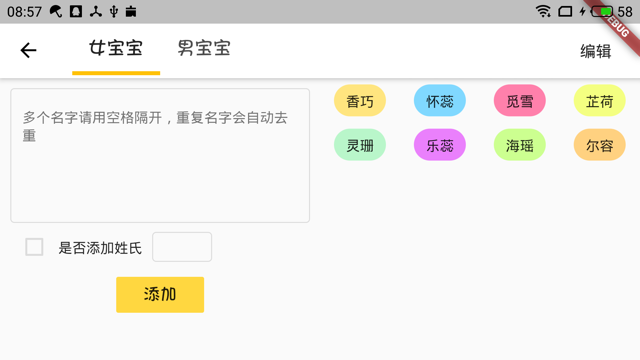 08:57
58
DEBUG
女宝宝 男宝宝 编辑
多个名字请用空格隔开，重复名字会自动去
重
香巧 怀蕊 觅雪 芷荷
灵珊 乐蕊 海瑶 尔容
是否添加姓氏
添加